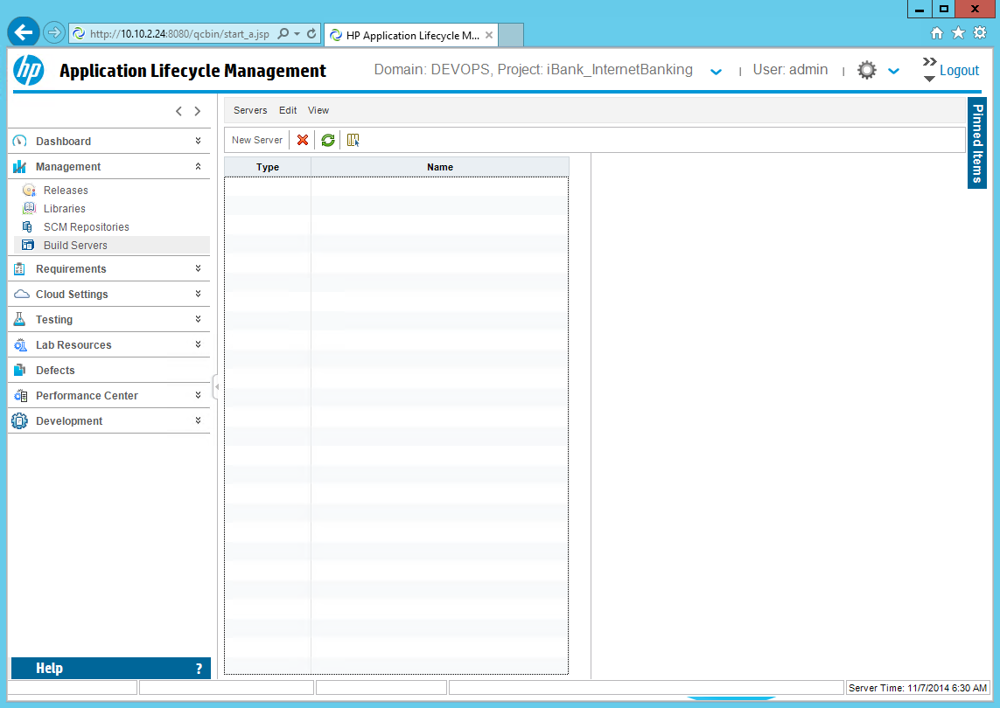 X
http://10.10.2.24:8080/qcbin/start_a.jsp
HP Application Lifecycle M... ×
hp
Application Lifecycle Management
Domain: DEVOPS, Project: iBank_InternetBanking
User: admin
Logout
Servers Edit View
New Server
Pinned Items
Type Name
Dashboard
Management
Releases
Libraries
SCM Repositories
Build Servers
Requirements
Cloud Settings
Testing
Lab Resources
Defects
Performance Center
Development
Help ?
Server Time: 11/7/2014 6:30 AM